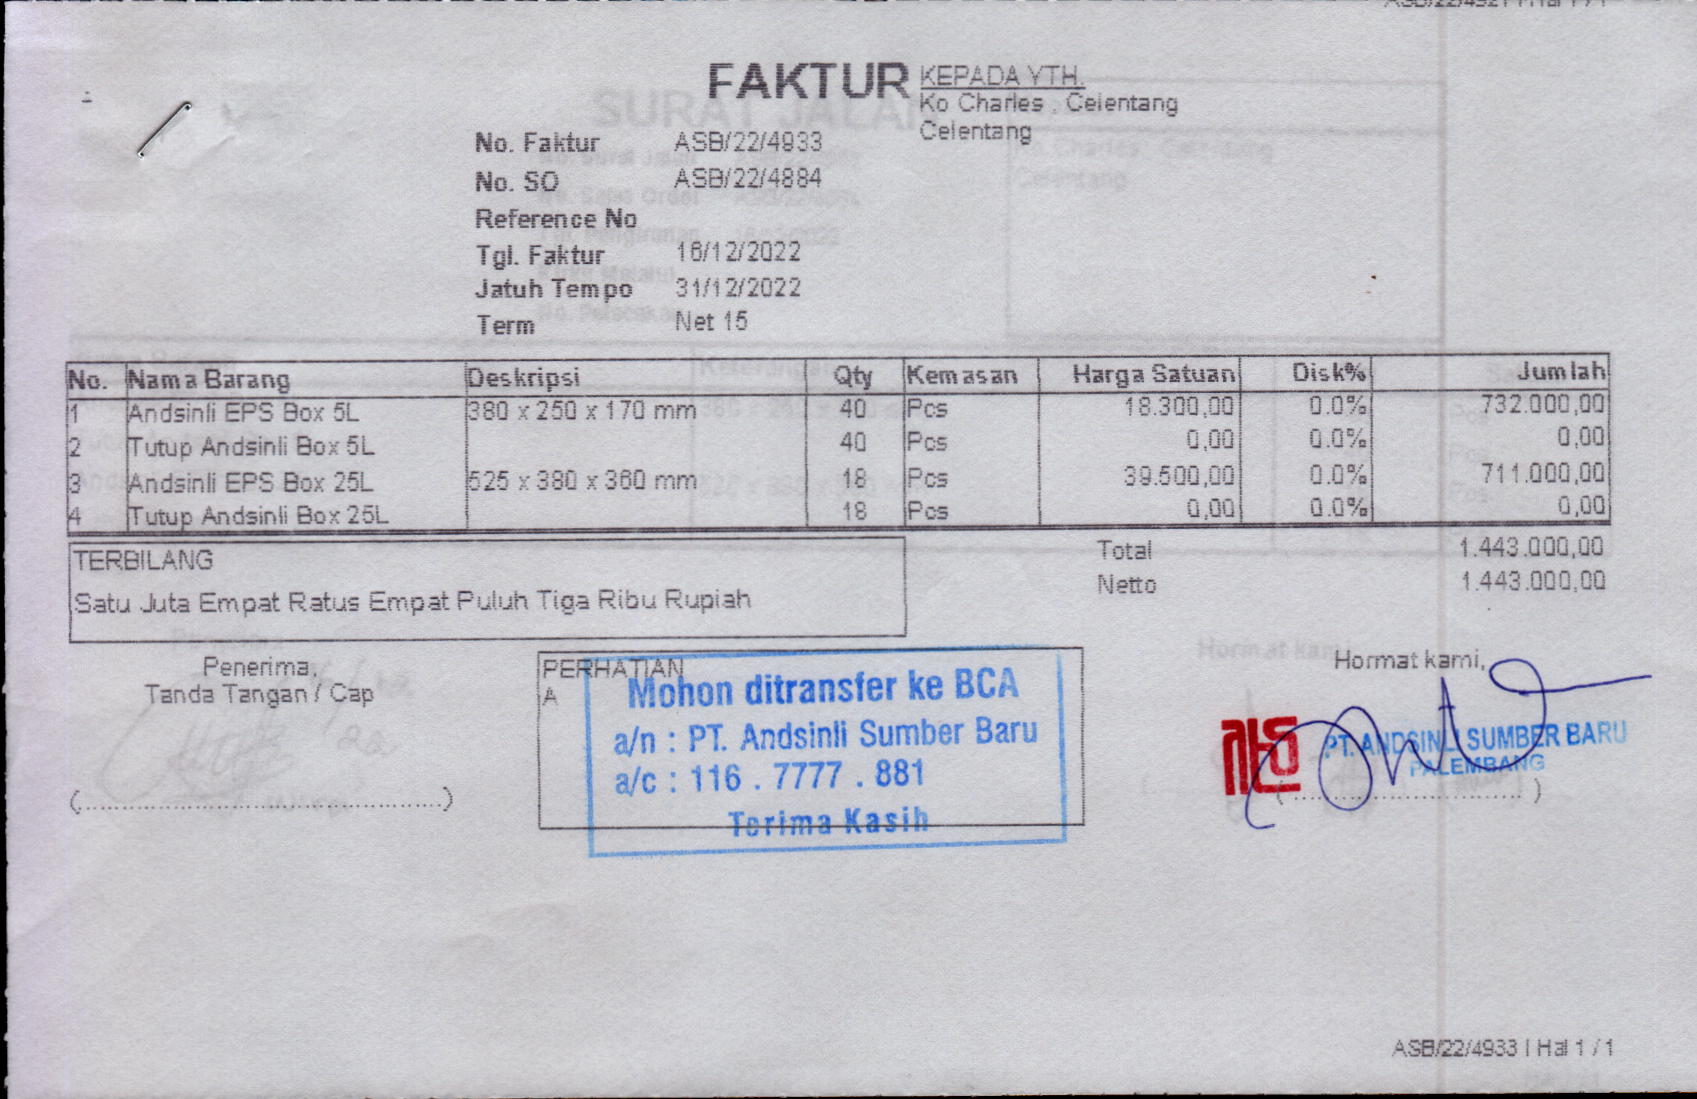 FAKTUR
KEPADA YTH.
Ko Charles . Celentang
Celentang
No. Faktur ASB/22/4933
No. SO ASB/22/4884
Reference No
Tgl. Faktur 16/12/2022
Jatuh Tempo 31/12/2022
Term Net 15
No. Nama Barang Deskripsi Qty Kemasan Harga Satuan Disk% Jumlah
1 Andsinli EPS Box 5L 380 x 250 x 170 mm 40 Pcs 18.300,00 0.0% 732.000,00
2 Tutup Andsinli Box 5L 40 Pcs 0,00 0.0% 0,00
3 Andsinli EPS Box 25L 525 x 380 x 360 mm 18 Pcs 39.500,00 0.0% 711.000,00
4 Tutup Andsinli Box 25L 18 Pcs 0,00 0.0% 0,00
TERBILANG
Satu Juta Empat Ratus Empat Puluh Tiga Ribu Rupiah
Total 1.443.000,00
Netto 1.443.000,00
Penerima,
Tanda Tangan / Cap
(............................................................)
PERHATIAN
A
Mohon ditransfer ke BCA
a/n : PT. Andsinli Sumber Baru
a/c : 116 . 7777 . 881
Terima Kasih
Hormat kami,
PT. ANDSINLI SUMBER BARU
PALEMBANG
(......................................)
ASB/22/4933 | Hal 1 / 1